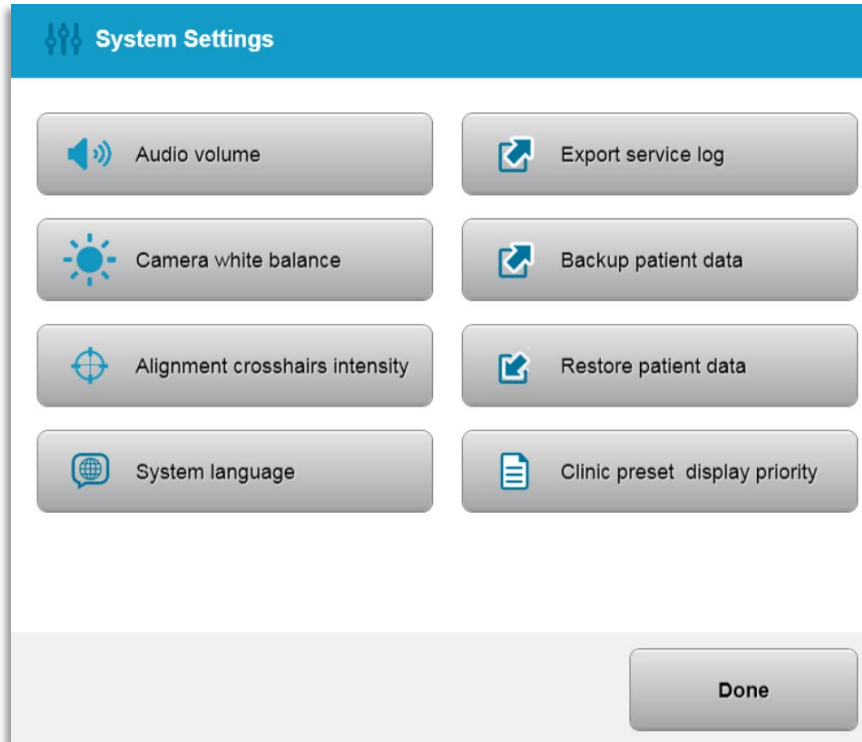 System Settings
Audio volume
Export service log
Camera white balance
Backup patient data
Alignment crosshairs intensity
Restore patient data
System language
Clinic preset display priority
Done